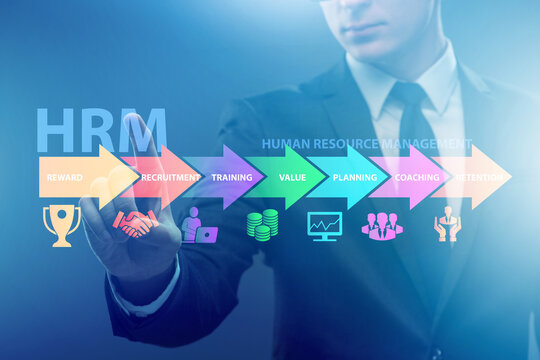 HRM
HUMAN RESOURCE MANAGEMENT
REWARD RECRUITMENT TRAINING VALUE PLANNING COACHING RETENTION